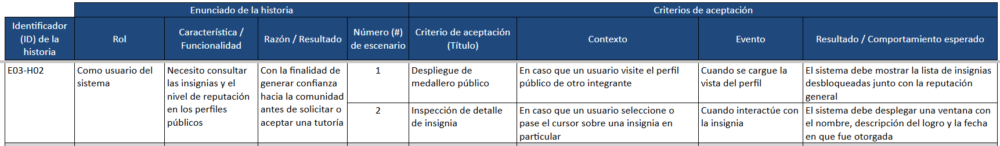 Enunciado de la historia
Criterios de aceptación
Identificador
(ID) de la
historia
Rol
Característica /
Funcionalidad
Razón / Resultado
Número (#)
de escenario
Criterio de aceptación
(Título)
Contexto
Evento
Resultado / Comportamiento esperado
E03-H02
Como usuario del
sistema
Necesito consultar
las insignias y el
nivel de reputación
en los perfiles
públicos
Con la finalidad de
generar confianza
hacia la comunidad
antes de solicitar o
aceptar una tutoría
1
Despliegue de
medallero público
En caso que un usuario visite el perfil
público de otro integrante
Cuando se cargue la
vista del perfil
El sistema debe mostrar la lista de insignias
desbloqueadas junto con la reputación
general
2
Inspección de detalle
de insignia
En caso que un usuario seleccione o
pase el cursor sobre una insignia en
particular
Cuando interactúe con
la insignia
El sistema debe desplegar una ventana con
el nombre, descripción del logro y la fecha
en que fue otorgada